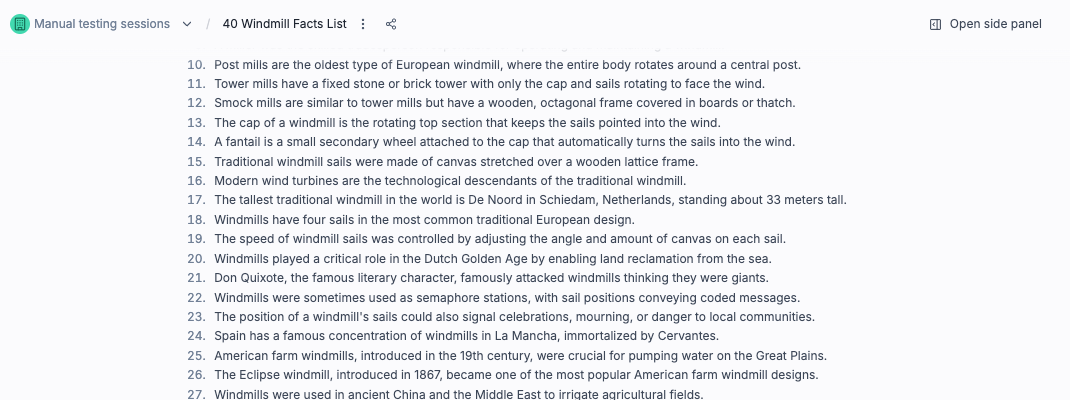 Manual testing sessions / 40 Windmill Facts List Open side panel
10. Post mills are the oldest type of European windmill, where the entire body rotates around a central post.
11. Tower mills have a fixed stone or brick tower with only the cap and sails rotating to face the wind.
12. Smock mills are similar to tower mills but have a wooden, octagonal frame covered in boards or thatch.
13. The cap of a windmill is the rotating top section that keeps the sails pointed into the wind.
14. A fantail is a small secondary wheel attached to the cap that automatically turns the sails into the wind.
15. Traditional windmill sails were made of canvas stretched over a wooden lattice frame.
16. Modern wind turbines are the technological descendants of the traditional windmill.
17. The tallest traditional windmill in the world is De Noord in Schiedam, Netherlands, standing about 33 meters tall.
18. Windmills have four sails in the most common traditional European design.
19. The speed of windmill sails was controlled by adjusting the angle and amount of canvas on each sail.
20. Windmills played a critical role in the Dutch Golden Age by enabling land reclamation from the sea.
21. Don Quixote, the famous literary character, famously attacked windmills thinking they were giants.
22. Windmills were sometimes used as semaphore stations, with sail positions conveying coded messages.
23. The position of a windmill's sails could also signal celebrations, mourning, or danger to local communities.
24. Spain has a famous concentration of windmills in La Mancha, immortalized by Cervantes.
25. American farm windmills, introduced in the 19th century, were crucial for pumping water on the Great Plains.
26. The Eclipse windmill, introduced in 1867, became one of the most popular American farm windmill designs.
27. Windmills were used in ancient China and the Middle East to irrigate agricultural fields.